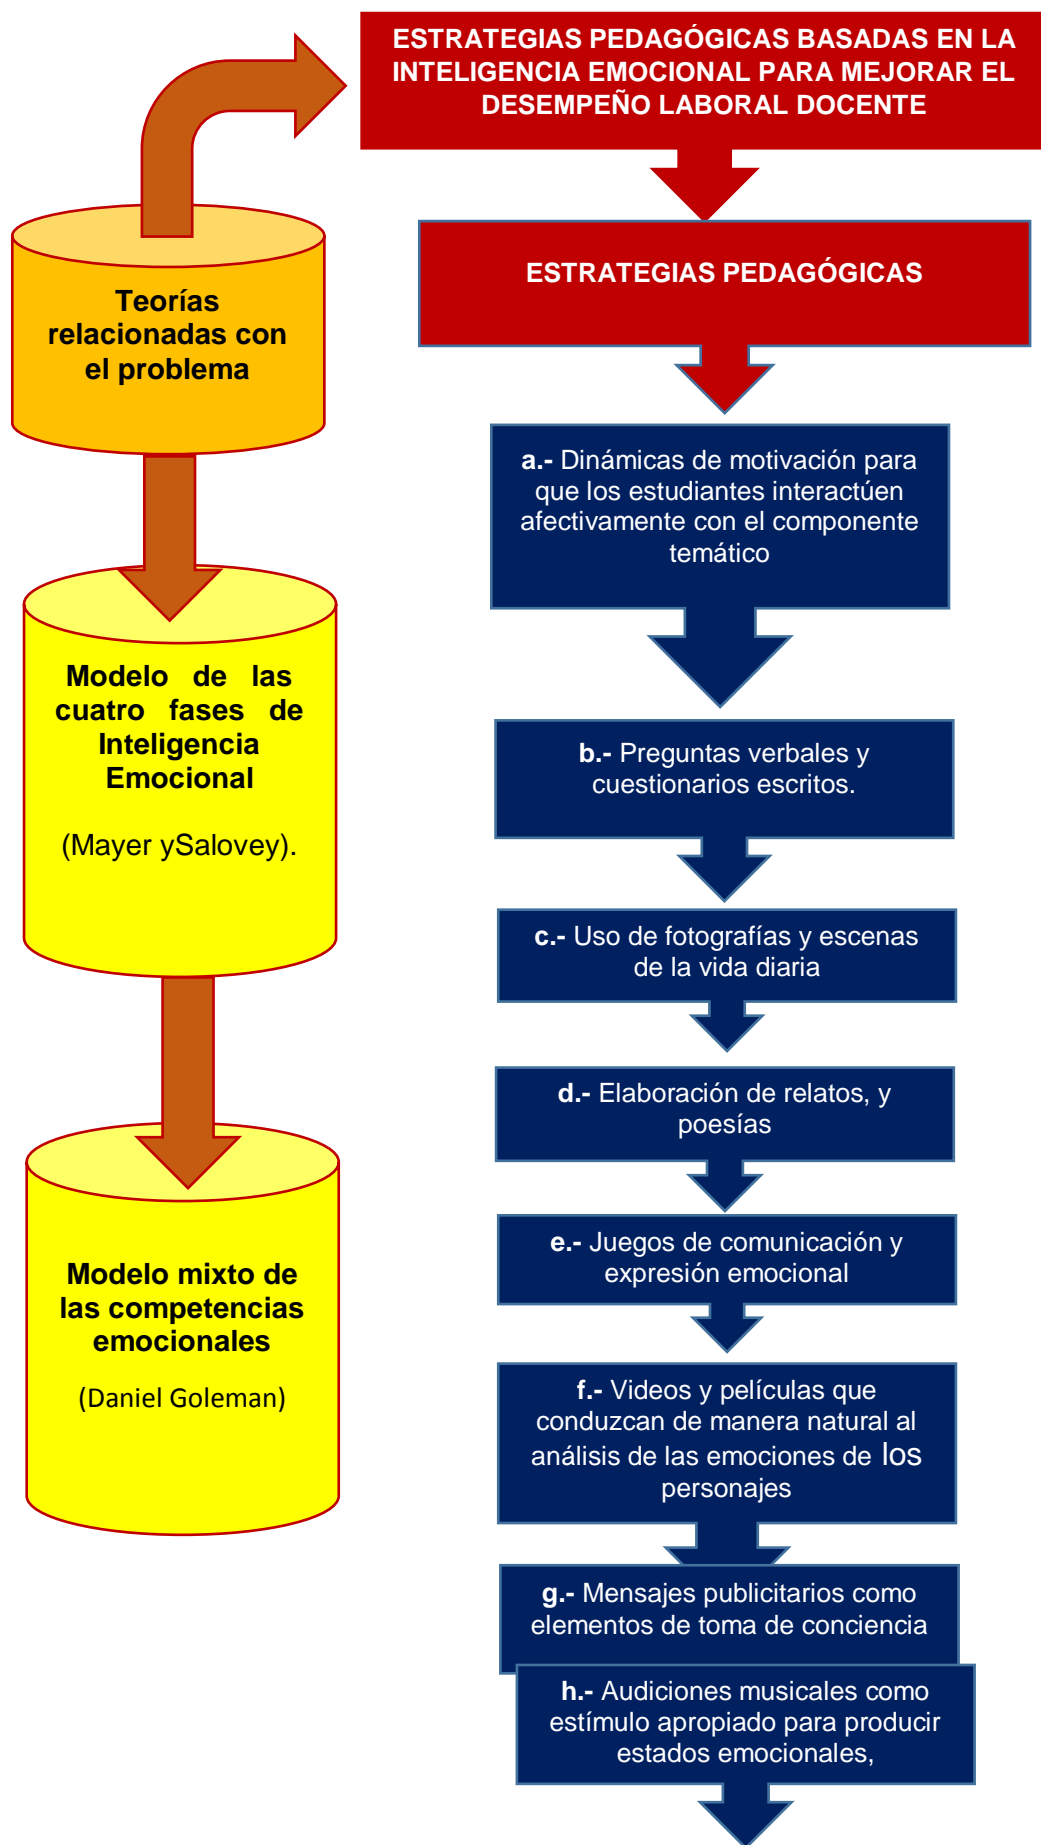 ESTRATEGIAS PEDAGÓGICAS BASADAS EN LA
INTELIGENCIA EMOCIONAL PARA MEJORAR EL
DESEMPEÑO LABORAL DOCENTE
ESTRATEGIAS PEDAGÓGICAS
Teorías
relacionadas con
el problema
Modelo de las
cuatro fases de
Inteligencia
Emocional
(Mayer ySalovey).
Modelo mixto de
las competencias
emocionales
(Daniel Goleman)
a.- Dinámicas de motivación para
que los estudiantes interactúen
afectivamente con el componente
temático
b.- Preguntas verbales y
cuestionarios escritos.
c.- Uso de fotografías y escenas
de la vida diaria
d.- Elaboración de relatos, y
poesías
e.- Juegos de comunicación y
expresión emocional
f.- Videos y películas que
conduzcan de manera natural al
análisis de las emociones de los
personajes
g.- Mensajes publicitarios como
elementos de toma de conciencia
h.- Audiciones musicales como
estímulo apropiado para producir
estados emocionales,